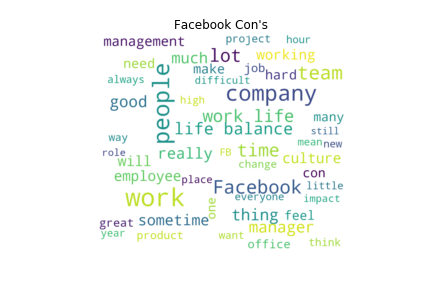 Facebook Con's
management project hour
need much lot working
always make job hard team
difficult
good people high company
work life many
way life balance still
role really FB time mean new
will change culture
employee place con
work Facebook little
one everyone impact
great sometime thing feel
year product want manager
office think